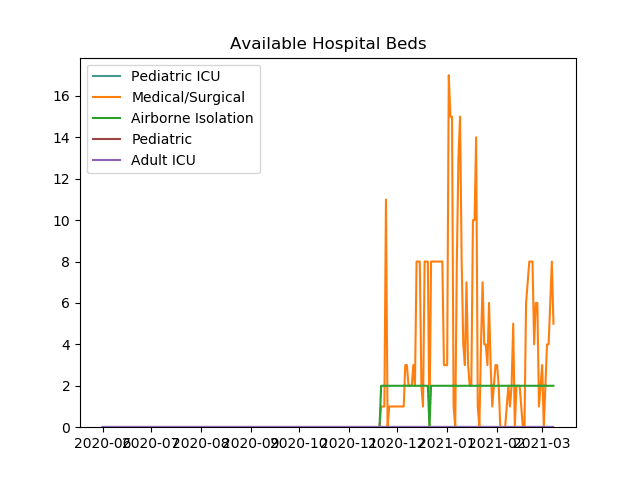 Available Hospital Beds
Pediatric ICU
Medical/Surgical
Airborne Isolation
Pediatric
Adult ICU
16
14
12
10
8
6
4
2
0
2020-06 2020-07 2020-08 2020-09 2020-10 2020-11 2020-12 2021-01 2021-02 2021-03